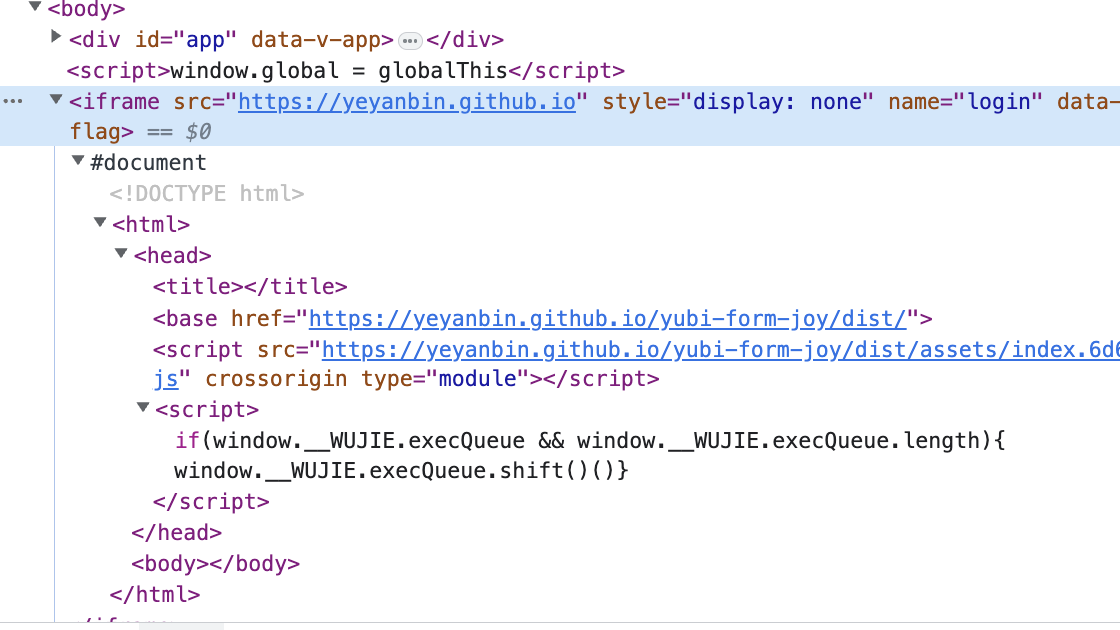 <body>
<div id="app" data-v-app>…</div>
<script>window.global = globalThis</script>
<iframe src="https://yeyanbin.github.io" style="display: none" name="login" data-
flag> == $0
#document
<!DOCTYPE html>
<html>
<head>
<title></title>
<base href="https://yeyanbin.github.io/yubi-form-joy/dist/">
<script src="https://yeyanbin.github.io/yubi-form-joy/dist/assets/index.6d6
js" crossorigin type="module"></script>
<script>
if(window.__WUJIE.execQueue && window.__WUJIE.execQueue.length){
window.__WUJIE.execQueue.shift()()}
</script>
</head>
<body></body>
</html>